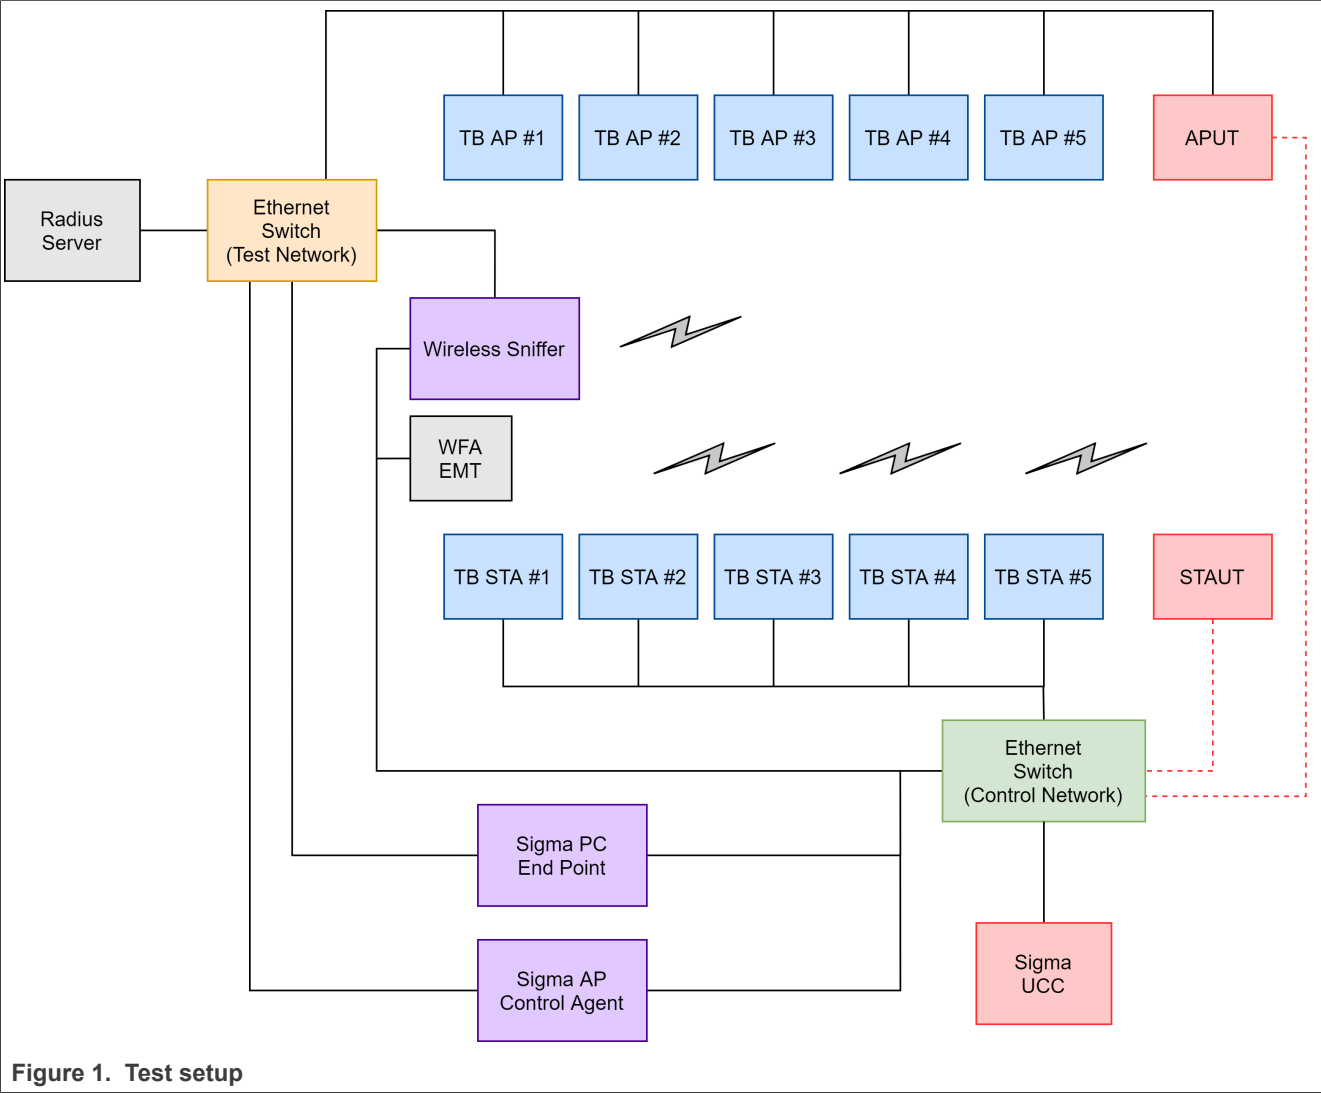 TB AP #1
TB AP #2
TB AP #3
TB AP #4
TB AP #5
APUT
Radius
Server
Ethernet
Switch
(Test Network)
Wireless Sniffer
WFA
EMT
TB STA #1
TB STA #2
TB STA #3
TB STA #4
TB STA #5
STAUT
Ethernet
Switch
(Control Network)
Sigma PC
End Point
Sigma AP
Control Agent
Sigma
UCC
Figure 1. Test setup